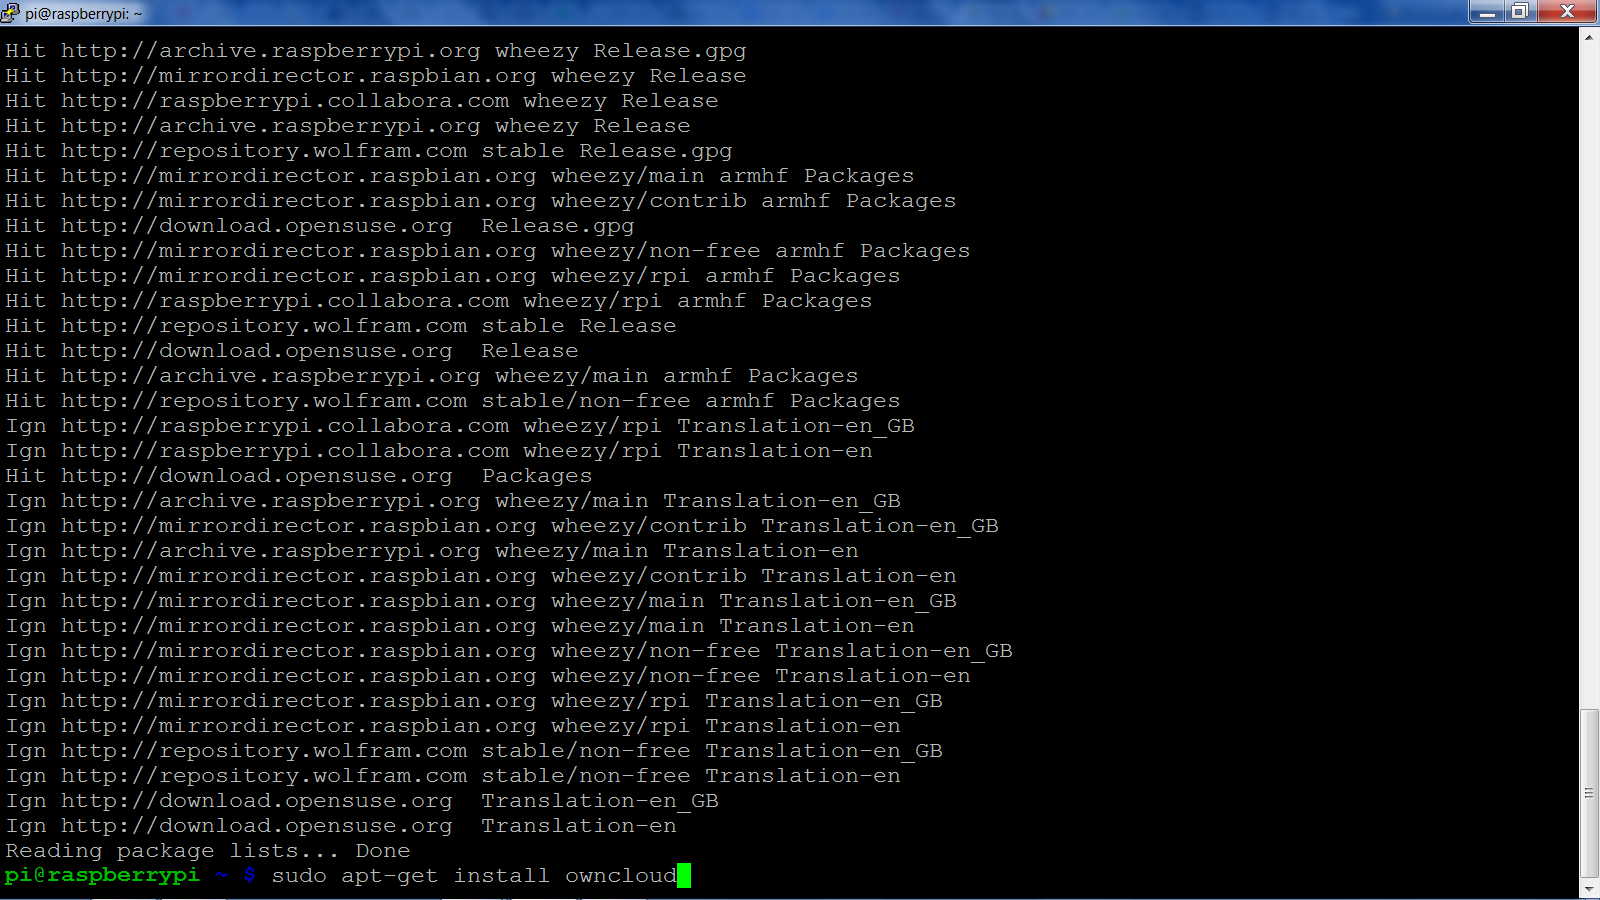 pi@raspberrypi: ~
Hit http://archive.raspberrypi.org wheezy Release.gpg
Hit http://mirrordirector.raspbian.org wheezy Release
Hit http://raspberrypi.collabora.com wheezy Release
Hit http://archive.raspberrypi.org wheezy Release
Hit http://repository.wolfram.com stable Release.gpg
Hit http://mirrordirector.raspbian.org wheezy/main armhf Packages
Hit http://mirrordirector.raspbian.org wheezy/contrib armhf Packages
Hit http://download.opensuse.org  Release.gpg
Hit http://mirrordirector.raspbian.org wheezy/non-free armhf Packages
Hit http://mirrordirector.raspbian.org wheezy/rpi armhf Packages
Hit http://raspberrypi.collabora.com wheezy/rpi armhf Packages
Hit http://repository.wolfram.com stable Release
Hit http://download.opensuse.org  Release
Hit http://archive.raspberrypi.org wheezy/main armhf Packages
Hit http://repository.wolfram.com stable/non-free armhf Packages
Ign http://raspberrypi.collabora.com wheezy/rpi Translation-en_GB
Ign http://raspberrypi.collabora.com wheezy/rpi Translation-en
Hit http://download.opensuse.org  Packages
Ign http://archive.raspberrypi.org wheezy/main Translation-en_GB
Ign http://mirrordirector.raspbian.org wheezy/contrib Translation-en_GB
Ign http://archive.raspberrypi.org wheezy/main Translation-en
Ign http://mirrordirector.raspbian.org wheezy/contrib Translation-en
Ign http://mirrordirector.raspbian.org wheezy/main Translation-en_GB
Ign http://mirrordirector.raspbian.org wheezy/main Translation-en
Ign http://mirrordirector.raspbian.org wheezy/non-free Translation-en_GB
Ign http://mirrordirector.raspbian.org wheezy/non-free Translation-en
Ign http://mirrordirector.raspbian.org wheezy/rpi Translation-en_GB
Ign http://mirrordirector.raspbian.org wheezy/rpi Translation-en
Ign http://repository.wolfram.com stable/non-free Translation-en_GB
Ign http://repository.wolfram.com stable/non-free Translation-en
Ign http://download.opensuse.org  Translation-en_GB
Ign http://download.opensuse.org  Translation-en
Reading package lists... Done
pi@raspberrypi ~ $ sudo apt-get install owncloud